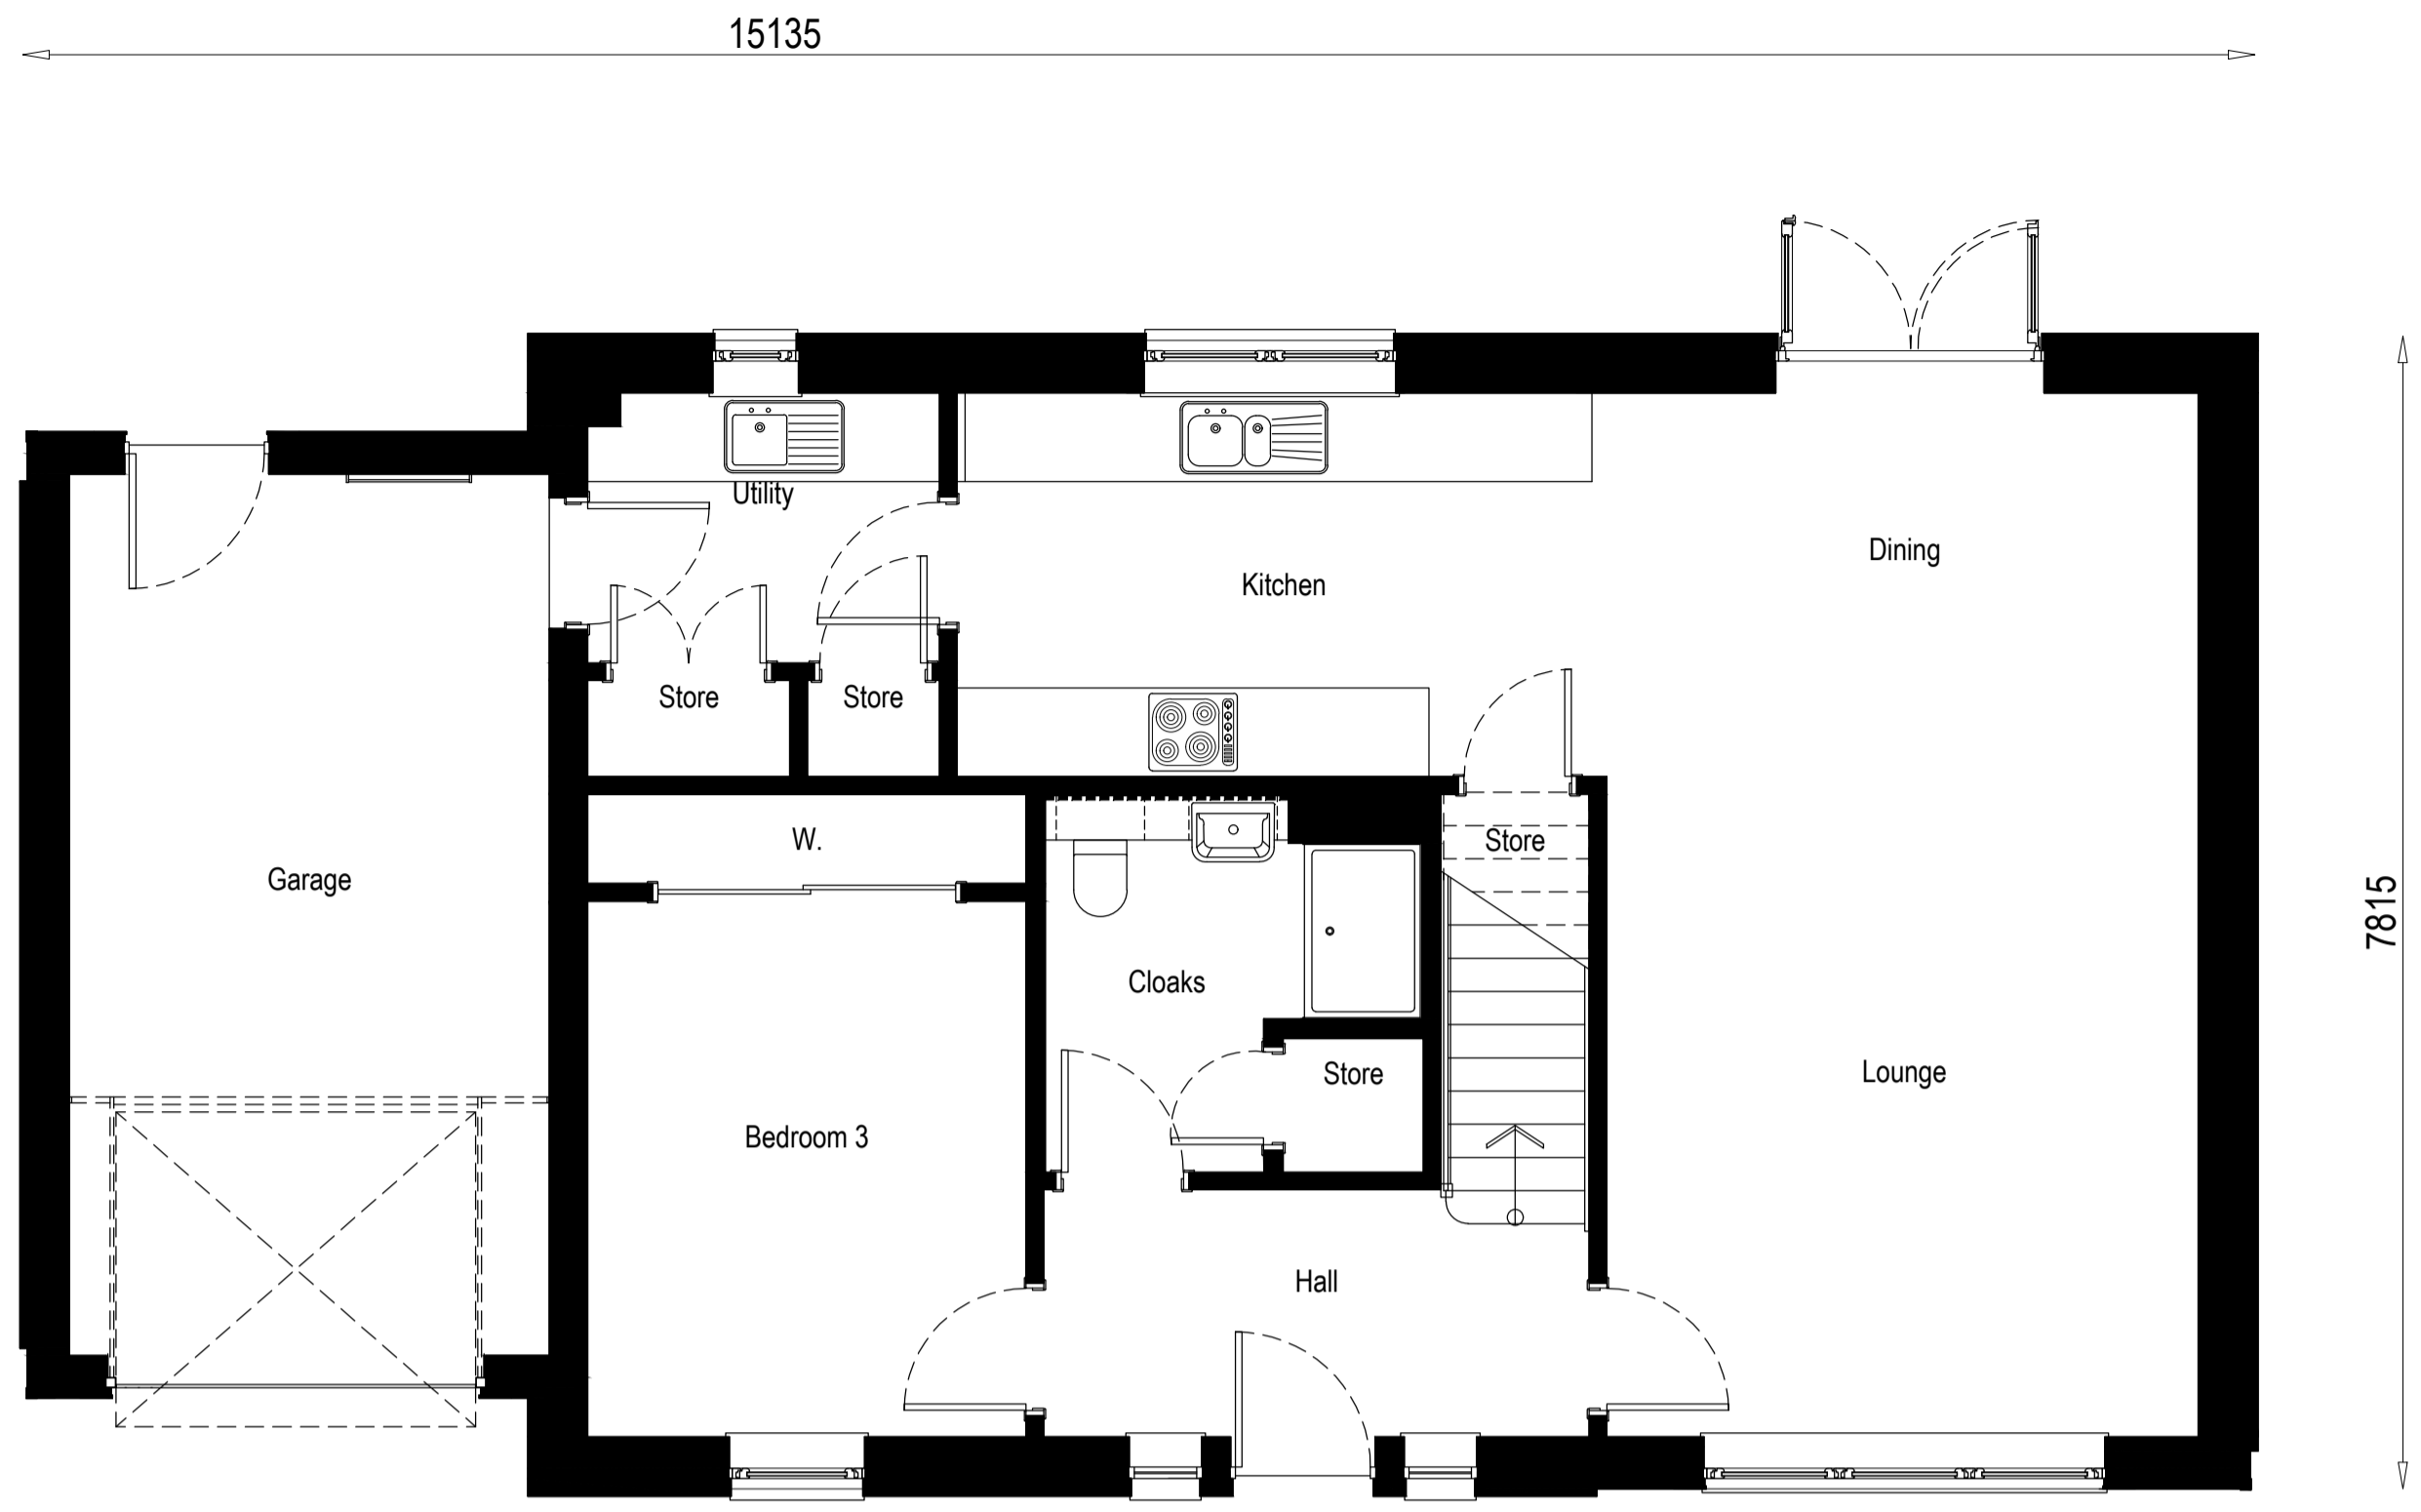 15135
Utility
Dining
Kitchen
Store
Store
W.
Store
7815
Garage
Cloaks
Lounge
Store
Bedroom 3
Hall